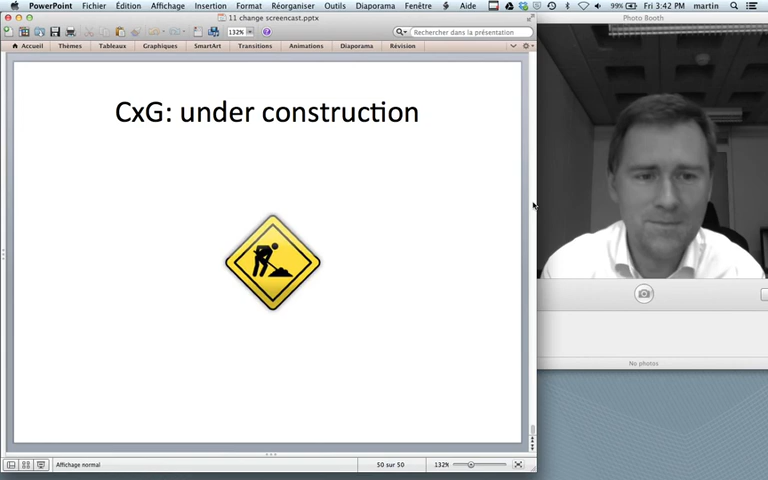 PowerPoint Fichier Édition Affichage Insertion Format Réorganiser Outils Diaporama Fenêtre Aide 99% Fri 3:42 PM martin
11 change screencast.pptx
Photo Booth
132% Rechercher dans la présentation
Accueil Thèmes Tableaux Graphiques SmartArt Transitions Animations Diaporama Révision
CxG: under construction
No photos
Affichage normal 50 sur 50 132%